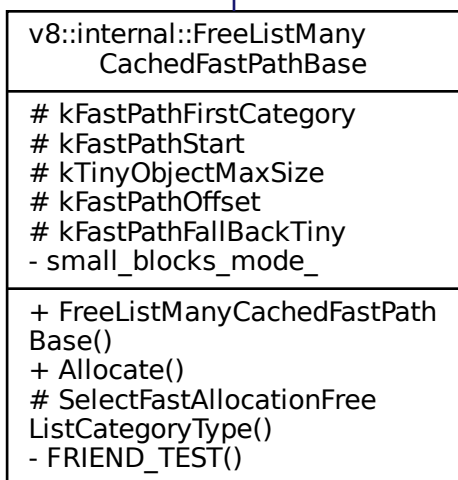 v8::internal::FreeListMany
CachedFastPathBase
# kFastPathFirstCategory
# kFastPathStart
# kTinyObjectMaxSize
# kFastPathOffset
# kFastPathFallBackTiny
- small_blocks_mode_
+ FreeListManyCachedFastPath
Base()
+ Allocate()
# SelectFastAllocationFree
ListCategoryType()
- FRIEND_TEST()